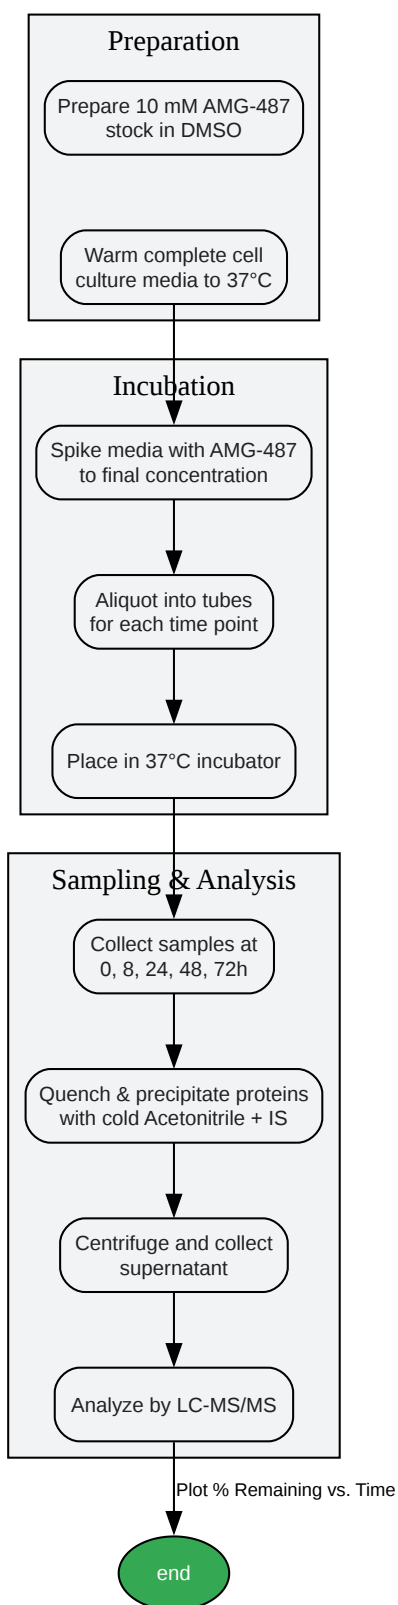 Preparation
Prepare 10 mM AMG-487
stock in DMSO
Warm complete cell
culture media to 37°C
Incubation
Spike media with AMG-487
to final concentration
Aliquot into tubes
for each time point
Place in 37°C incubator
Sampling & Analysis
Collect samples at
0, 8, 24, 48, 72h
Quench & precipitate proteins
with cold Acetonitrile + IS
Centrifuge and collect
supernatant
Analyze by LC-MS/MS
Plot % Remaining vs. Time
end